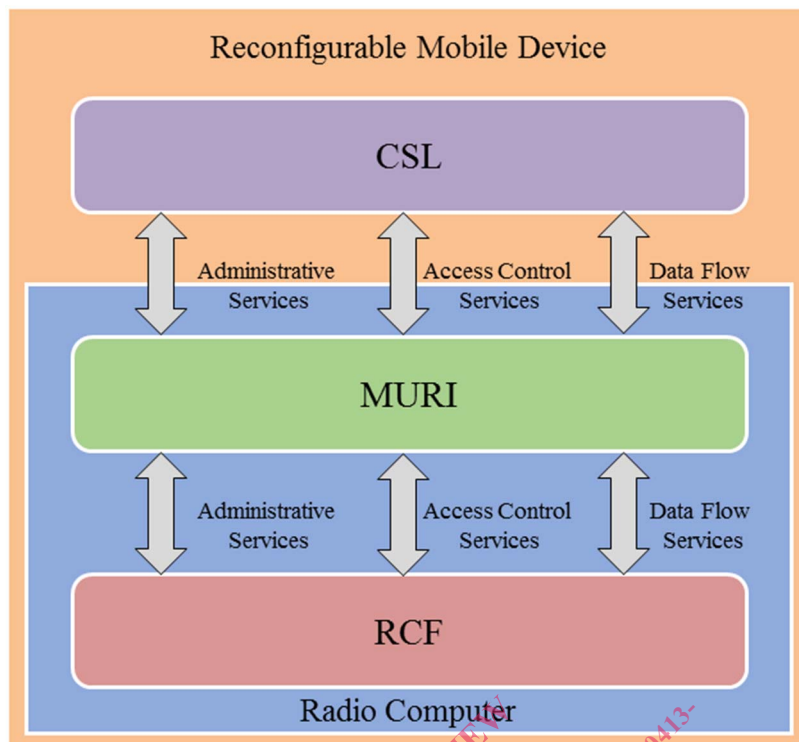 Reconfigurable Mobile Device
CSL
Administrative
Services
Access Control
Services
Data Flow
Services
MURI
Administrative
Services
Access Control
Services
Data Flow
Services
RCF
Radio Computer